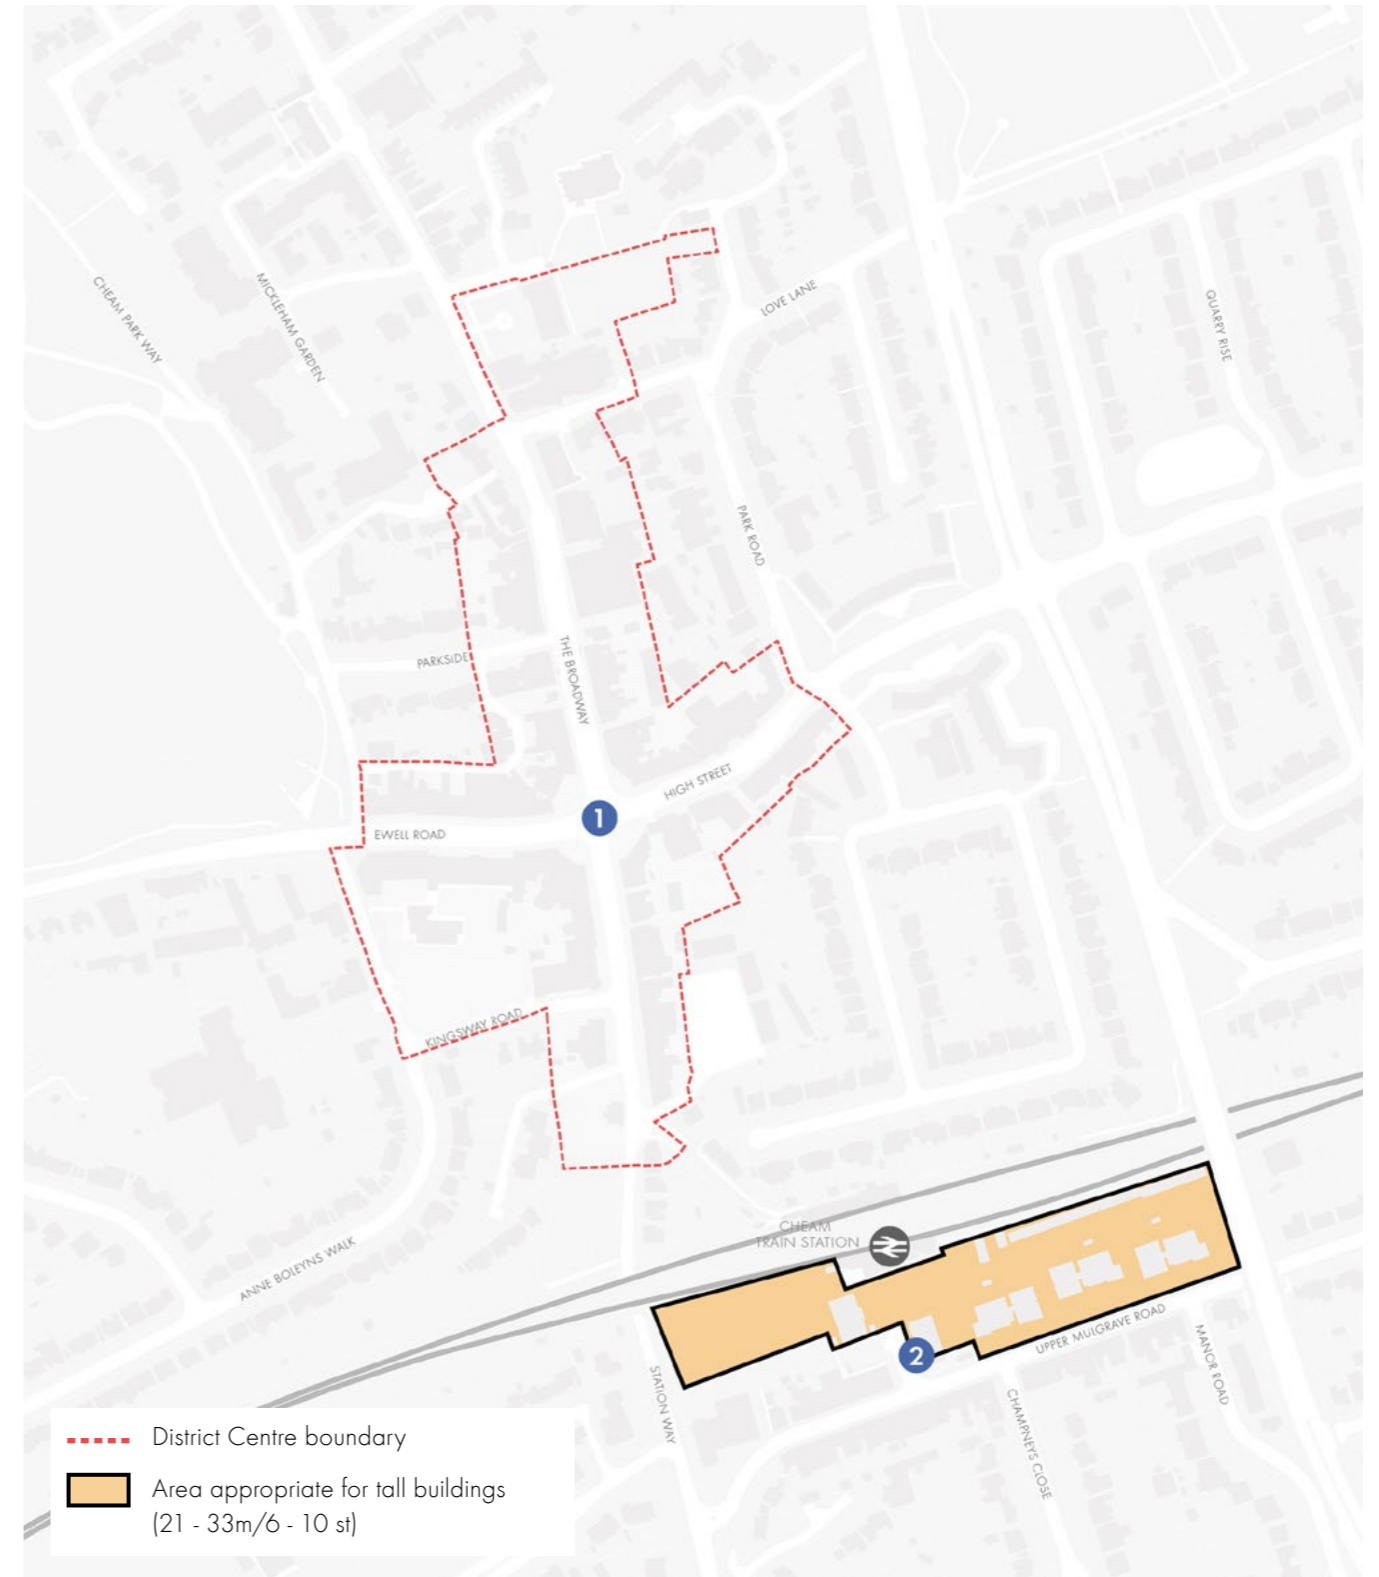 CHEAM PARK WAY
MICKLEHAM GARDEN
LOVE LANE
QUARRY RISE
PARK ROAD
PARKSIDE
THE BROADWAY
HIGH STREET
1
EWELL ROAD
KINGSWAY ROAD
CHEAM
TRAIN STATION
ANNE BOLEYNS WALK
UPPER MULGRAVE ROAD
2
STATION WAY
MANOR ROAD
CHAMPNEYS CLOSE
District Centre boundary
Area appropriate for tall buildings
(21 - 33m/6 - 10 st)